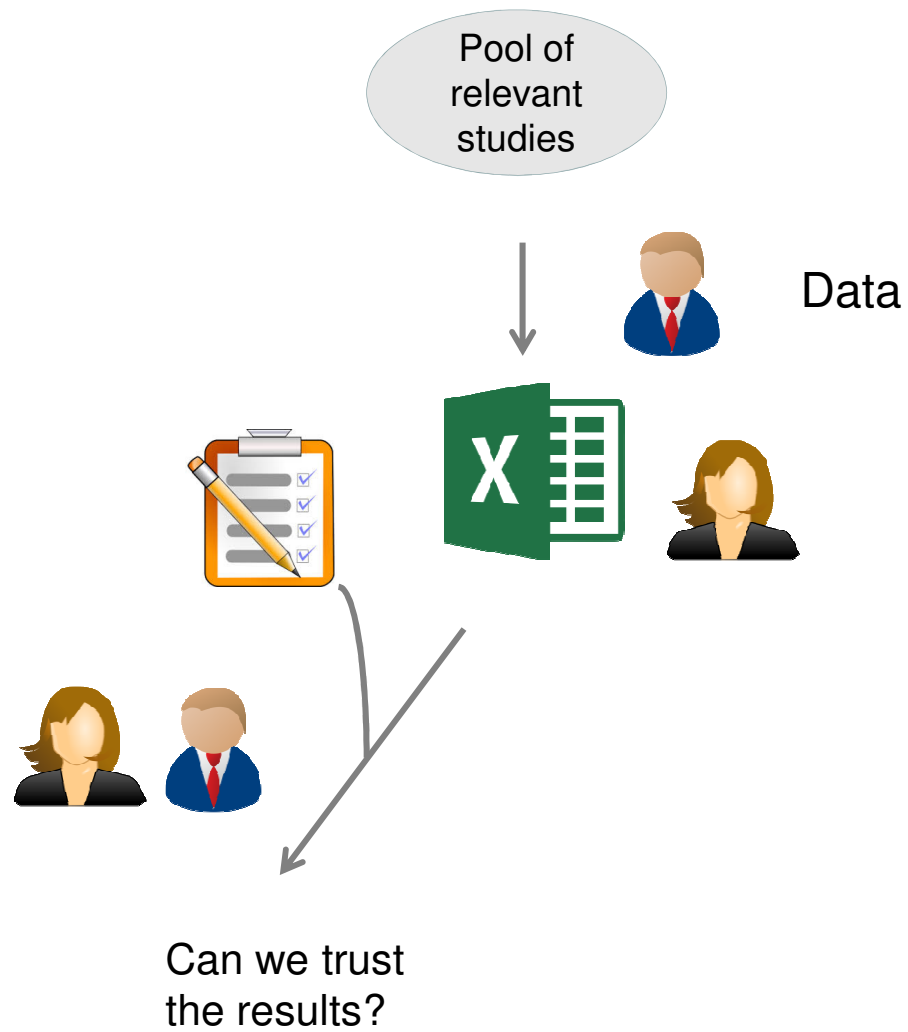 Pool of
relevant
studies
Data
X
Can we trust
the results?